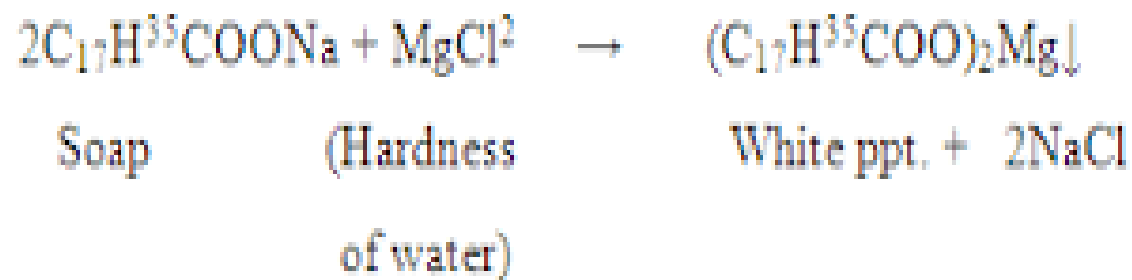 2C₁₇H³⁵COONa + MgCl² → (C₁₇H³⁵COO)₂Mg↓
Soap (Hardness White ppt. + 2NaCl
of water)